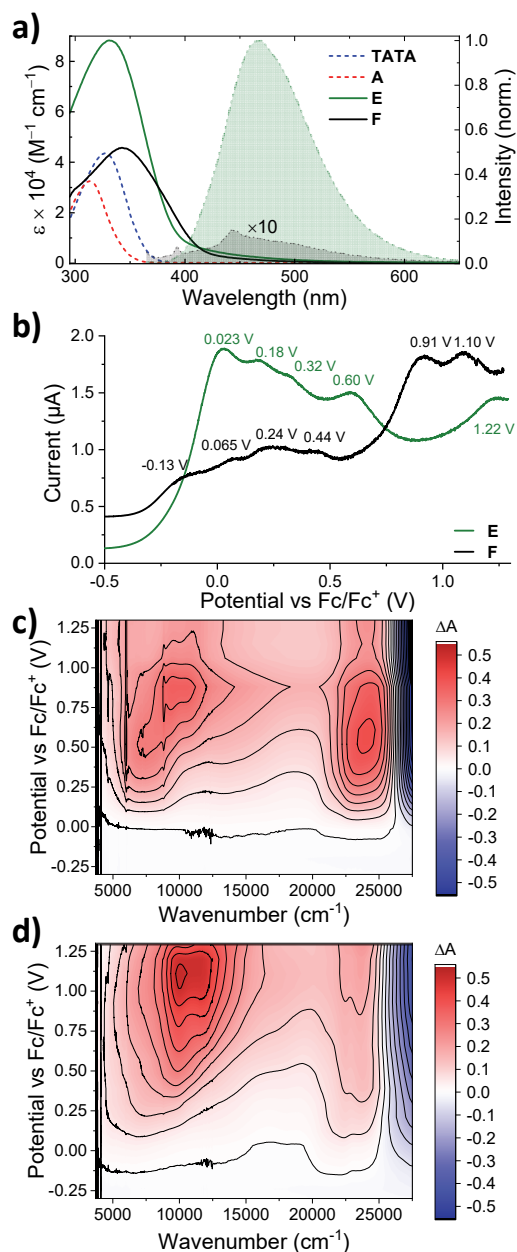 a)
TATA
A
E
F
×10
ε × 10⁴ (M⁻¹ cm⁻¹)
8
6
4
2
0
Intensity (norm.)
1.0
0.8
0.6
0.4
0.2
0.0
300 400 500 600
Wavelength (nm)
b)
0.023 V
0.18 V
0.32 V
0.60 V
0.91 V 1.10 V
-0.13 V
0.065 V
0.24 V
0.44 V
1.22 V
E
F
Current (µA)
2.0
1.5
1.0
0.5
0.0
-0.5 0.0 0.5 1.0
Potential vs Fc/Fc⁺ (V)
c)
Potential vs Fc/Fc⁺ (V)
1.25
1.00
0.75
0.50
0.25
0.00
-0.25
5000 10000 15000 20000 25000
Wavenumber (cm⁻¹)
ΔA
0.5
0.4
0.3
0.2
0.1
0.0
-0.1
-0.2
-0.3
-0.4
-0.5
d)
Potential vs Fc/Fc⁺ (V)
1.25
1.00
0.75
0.50
0.25
0.00
-0.25
5000 10000 15000 20000 25000
Wavenumber (cm⁻¹)
ΔA
0.5
0.4
0.3
0.2
0.1
0.0
-0.1
-0.2
-0.3
-0.4
-0.5